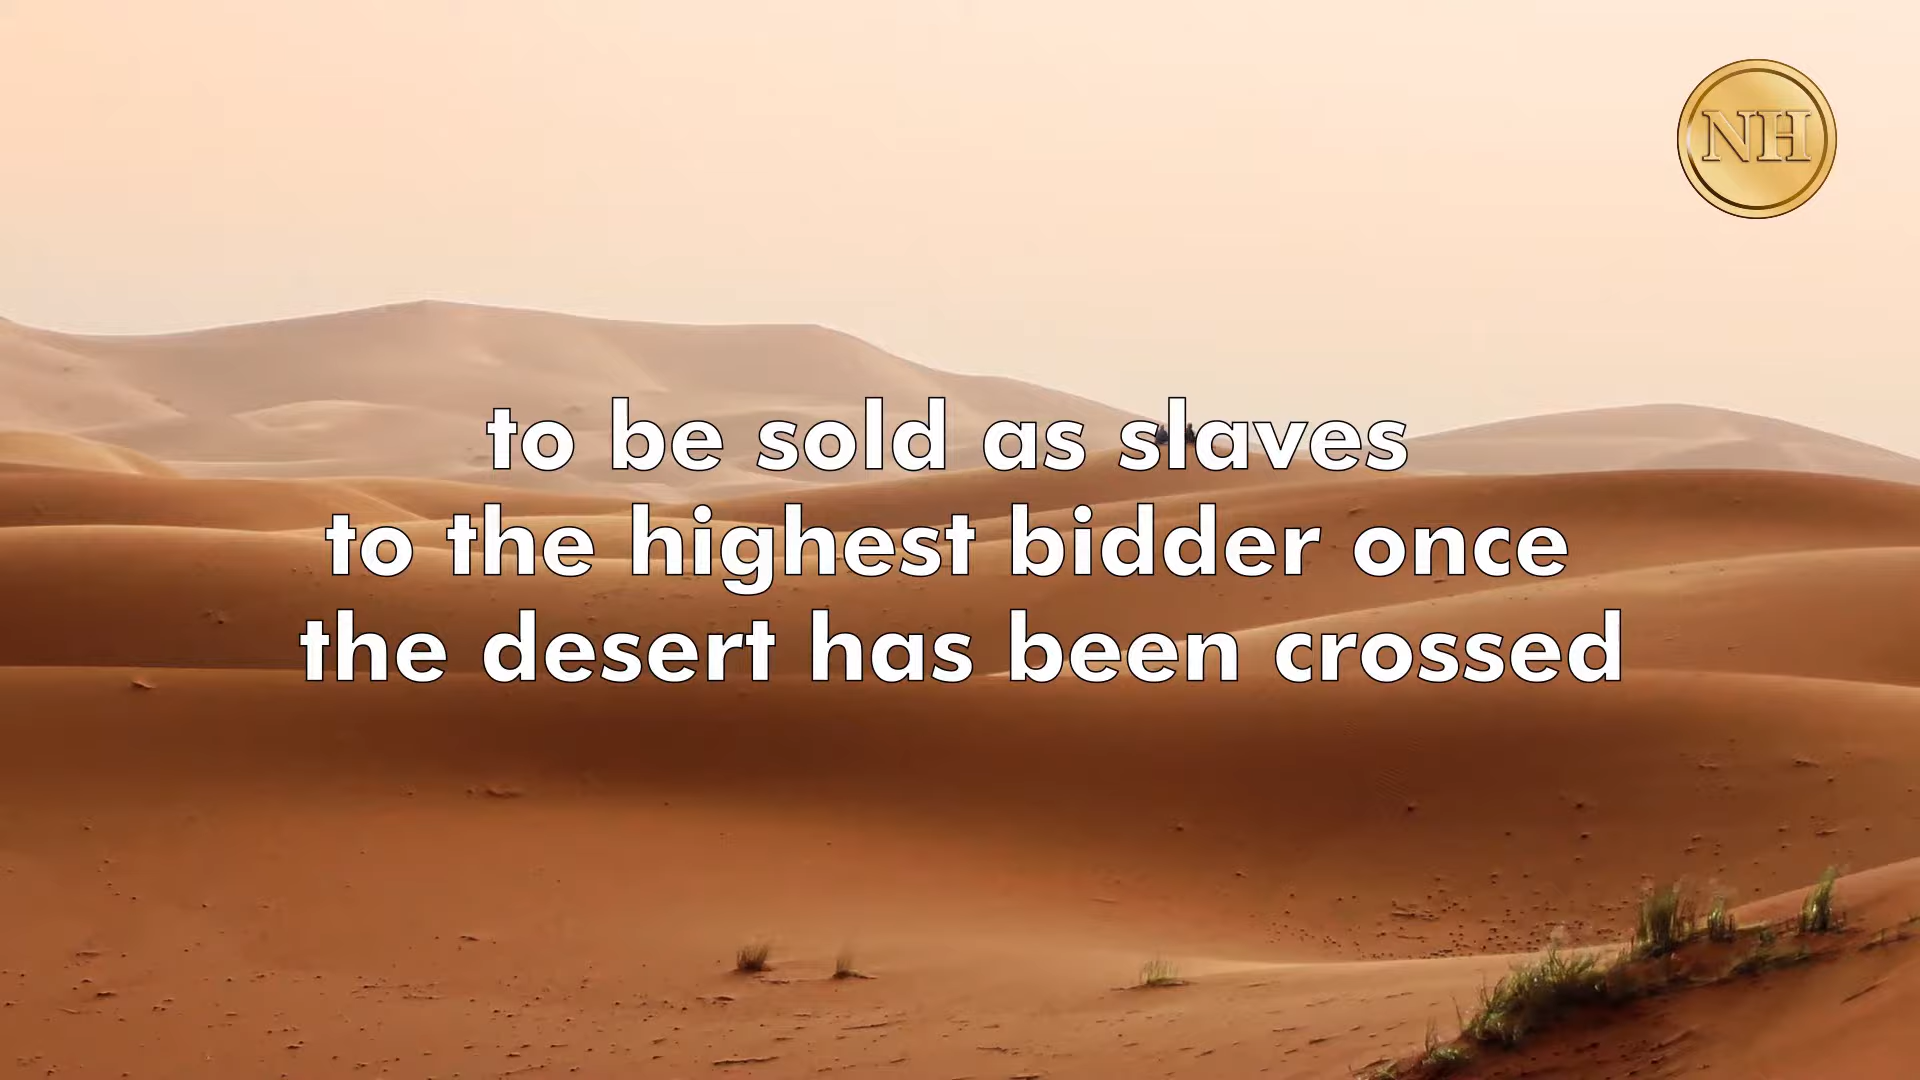 NH
to be sold as slaves
to the highest bidder once
the desert has been crossed